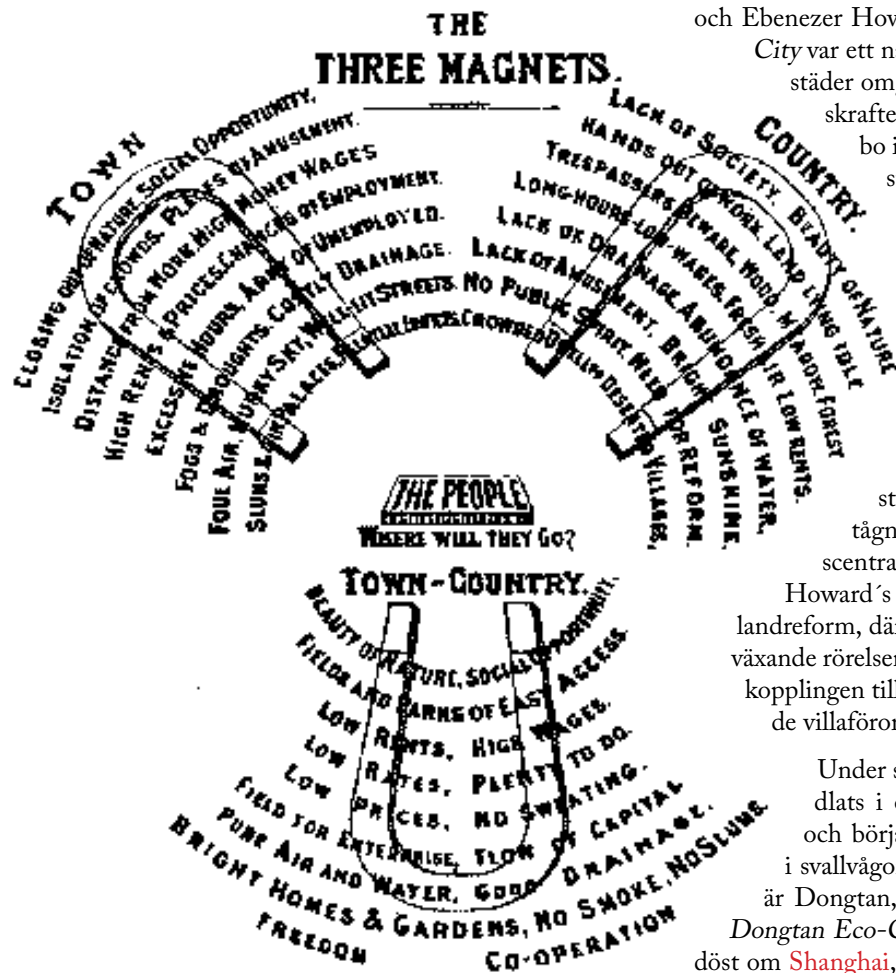 THE
THREE MAGNETS.
TOWN
CLOSING OUT OF NATURE. SOCIAL OPPORTUNITY.
ISOLATION OF CROWDS. PLACES OF AMUSEMENT.
DISTANCE FROM WORK. HIGH MONEY WAGES
HIGH RENTS & PRICES. CHANCES OF EMPLOYMENT.
EXCESSIVE HOURS. ARMY OF UNEMPLOYED.
FOGS & DROUGHTS. COSTLY DRAINAGE.
FOUL AIR. MURKY SKY. WELL-LIT STREETS.
SLUMS & GIN PALACES.
COUNTRY.
LACK OF SOCIETY. BEAUTY OF NATURE
HANDS OUT OF WORK. LAND LYING IDLE
TRESPASSERS BEWARE. WOOD, MEADOW, FOREST
LONG-HOURS-LOW-WAGES. FRESH AIR LOW RENTS.
LACK OF DRAINAGE. ABUNDANCE OF WATER,
LACK OF AMUSEMENT. BRIGHT SUNSHINE,
NO PUBLIC SPIRIT. NEED FOR REFORM.
CROWDED DESERTED VILLAGES,
THE PEOPLE
WHERE WILL THEY GO?
TOWN-COUNTRY.
BEAUTY OF NATURE, SOCIAL OPPORTUNITY.
FIELDS AND PARKS OF EASY ACCESS.
LOW RENTS, HIGH WAGES.
LOW RATES, PLENTY TO DO.
LOW PRICES, NO SWEATING.
FIELD FOR ENTERPRISE, FLOW OF CAPITAL
PURE AIR AND WATER, GOOD DRAINAGE.
BRIGHT HOMES & GARDENS, NO SMOKE, NO SLUMS.
FREEDOM CO-OPERATION
och Ebenezer How
City var ett n
städer om
skrafte
bo i
s
st
tågn
scentra
Howard´s
landreform, där
växande rörelser
kopplingen till
de villaföror
Under s
dlats i
och börj
i svallvågo
är Dongtan,
Dongtan Eco-C
döst om Shanghai,